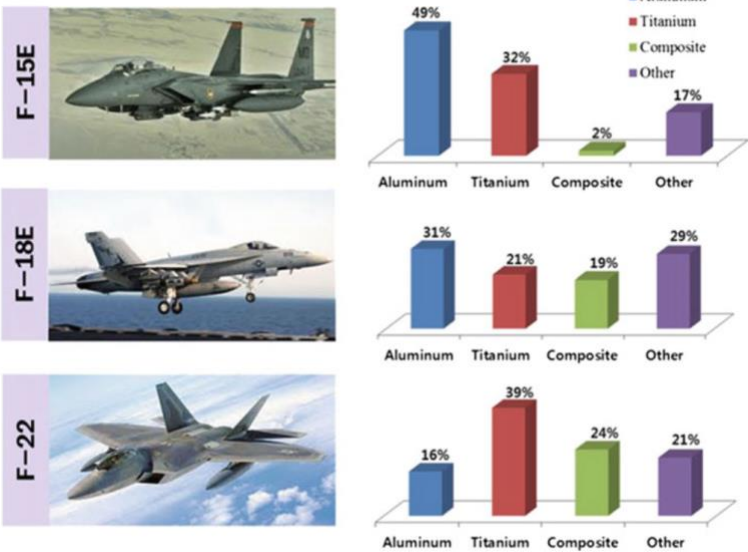 F-15E
49%
32%
2%
17%
Titanium
Composite
Other
Aluminum Titanium Composite Other
F-18E
31%
21%
19%
29%
Aluminum Titanium Composite Other
F-22
16%
39%
24%
21%
Aluminum Titanium Composite Other